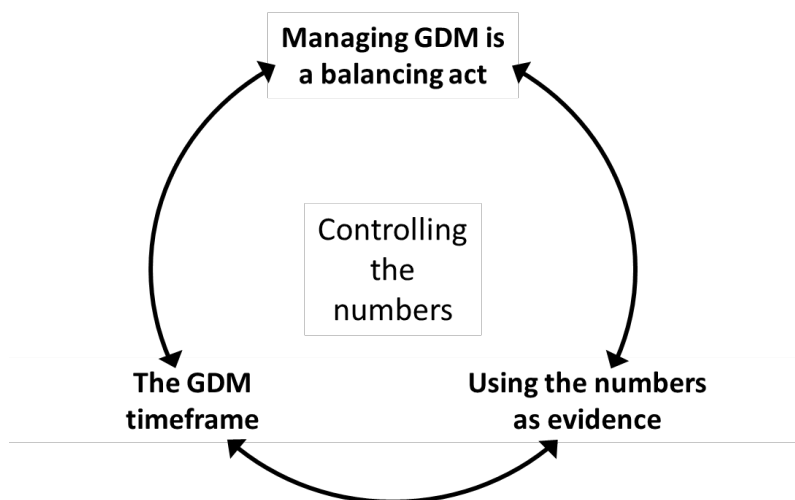 Managing GDM is
a balancing act
Controlling
the
numbers
The GDM
timeframe
Using the numbers
as evidence